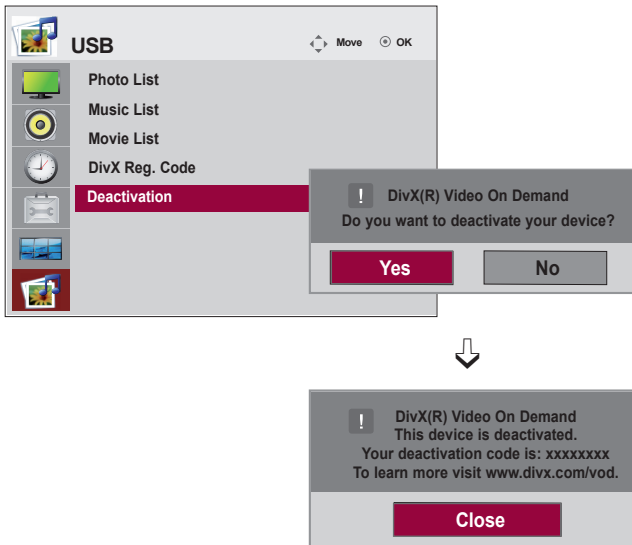 USB
Move
OK
Photo List
Music List
Movie List
DivX Reg. Code
Deactivation
! DivX(R) Video On Demand
Do you want to deactivate your device?
Yes
No
! DivX(R) Video On Demand
This device is deactivated.
Your deactivation code is: xxxxxxxx
To learn more visit www.divx.com/vod.
Close